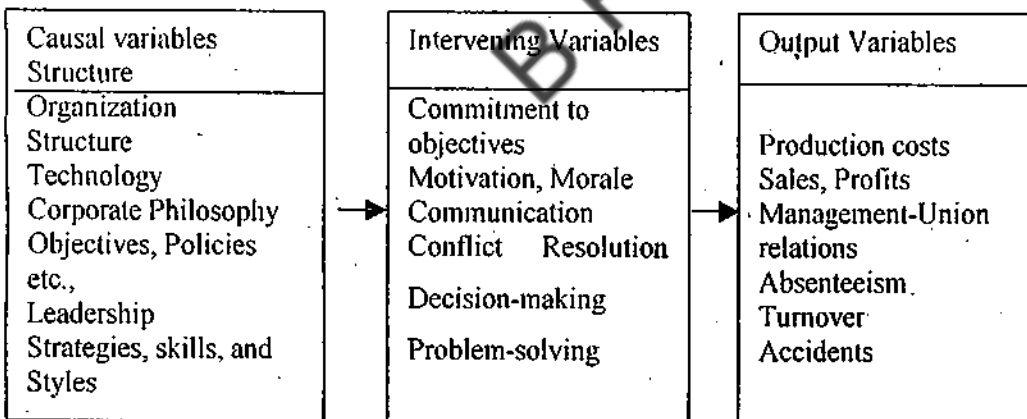 Causal variables
Structure
Organization
Structure
Technology
Corporate Philosophy
Objectives, Policies
etc.,
Leadership
Strategies, skills, and
Styles
Intervening Variables
Commitment to
objectives
Motivation, Morale
Communication
Conflict Resolution
Decision-making
Problem-solving
Output Variables
Production costs
Sales, Profits
Management-Union
relations
Absenteeism
Turnover
Accidents